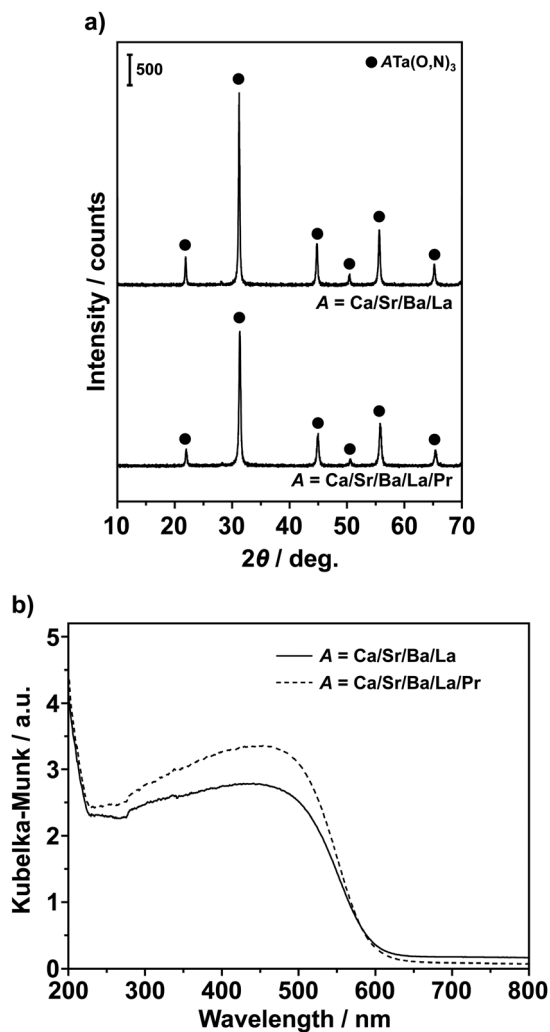 a)
500
● ATa(O,N)₃
Intensity / counts
A = Ca/Sr/Ba/La
A = Ca/Sr/Ba/La/Pr
10 20 30 40 50 60 70
2θ / deg.
b)
5
4
3
2
1
0
Kubelka-Munk / a.u.
A = Ca/Sr/Ba/La
A = Ca/Sr/Ba/La/Pr
200 300 400 500 600 700 800
Wavelength / nm